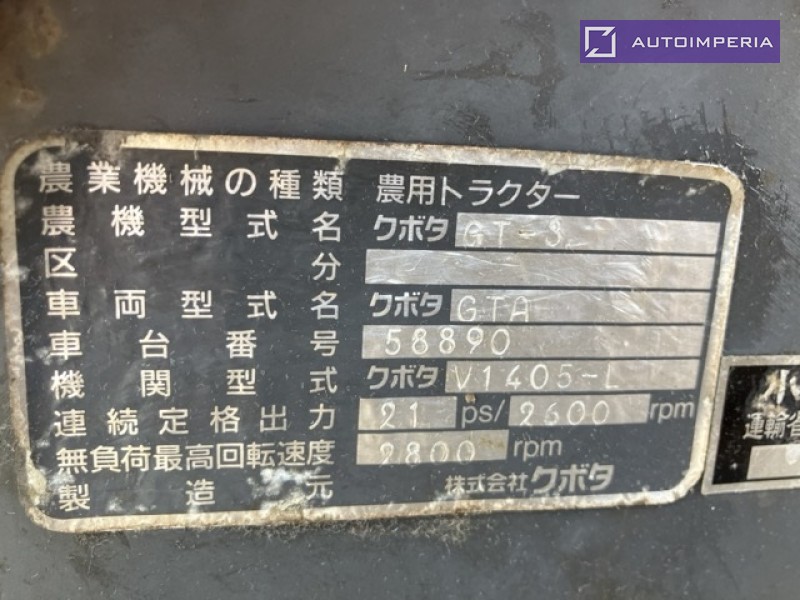 AUTOIMPERIA
農業機械の種類 農用トラクター
農機型式名 クボタ GT-3
区分
車両型式名 クボタ GTA
車台番号 58890
機関型式 クボタ V1405-L
連続定格出力 21 ps/ 2600 rpm
無負荷最高回転速度 2800 rpm
製造元 株式会社クボタ
運輸省